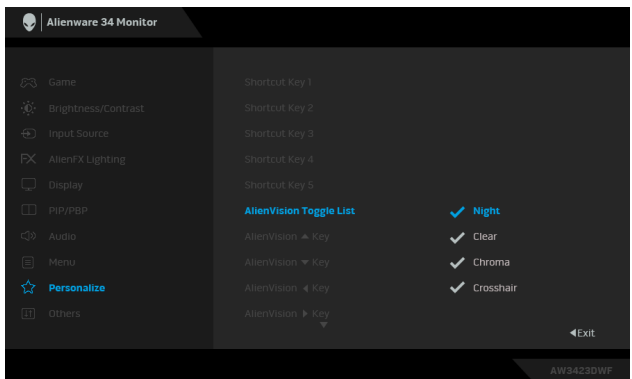 Alienware 34 Monitor
Game
Brightness/Contrast
Input Source
FX AlienFX Lighting
Display
PIP/PBP
Audio
Menu
Personalize
Others
Shortcut Key 1
Shortcut Key 2
Shortcut Key 3
Shortcut Key 4
Shortcut Key 5
AlienVision Toggle List
AlienVision ▲ Key
AlienVision ▼ Key
AlienVision ◀ Key
AlienVision ▶ Key
Night
Clear
Chroma
Crosshair
◀Exit
AW3423DWF